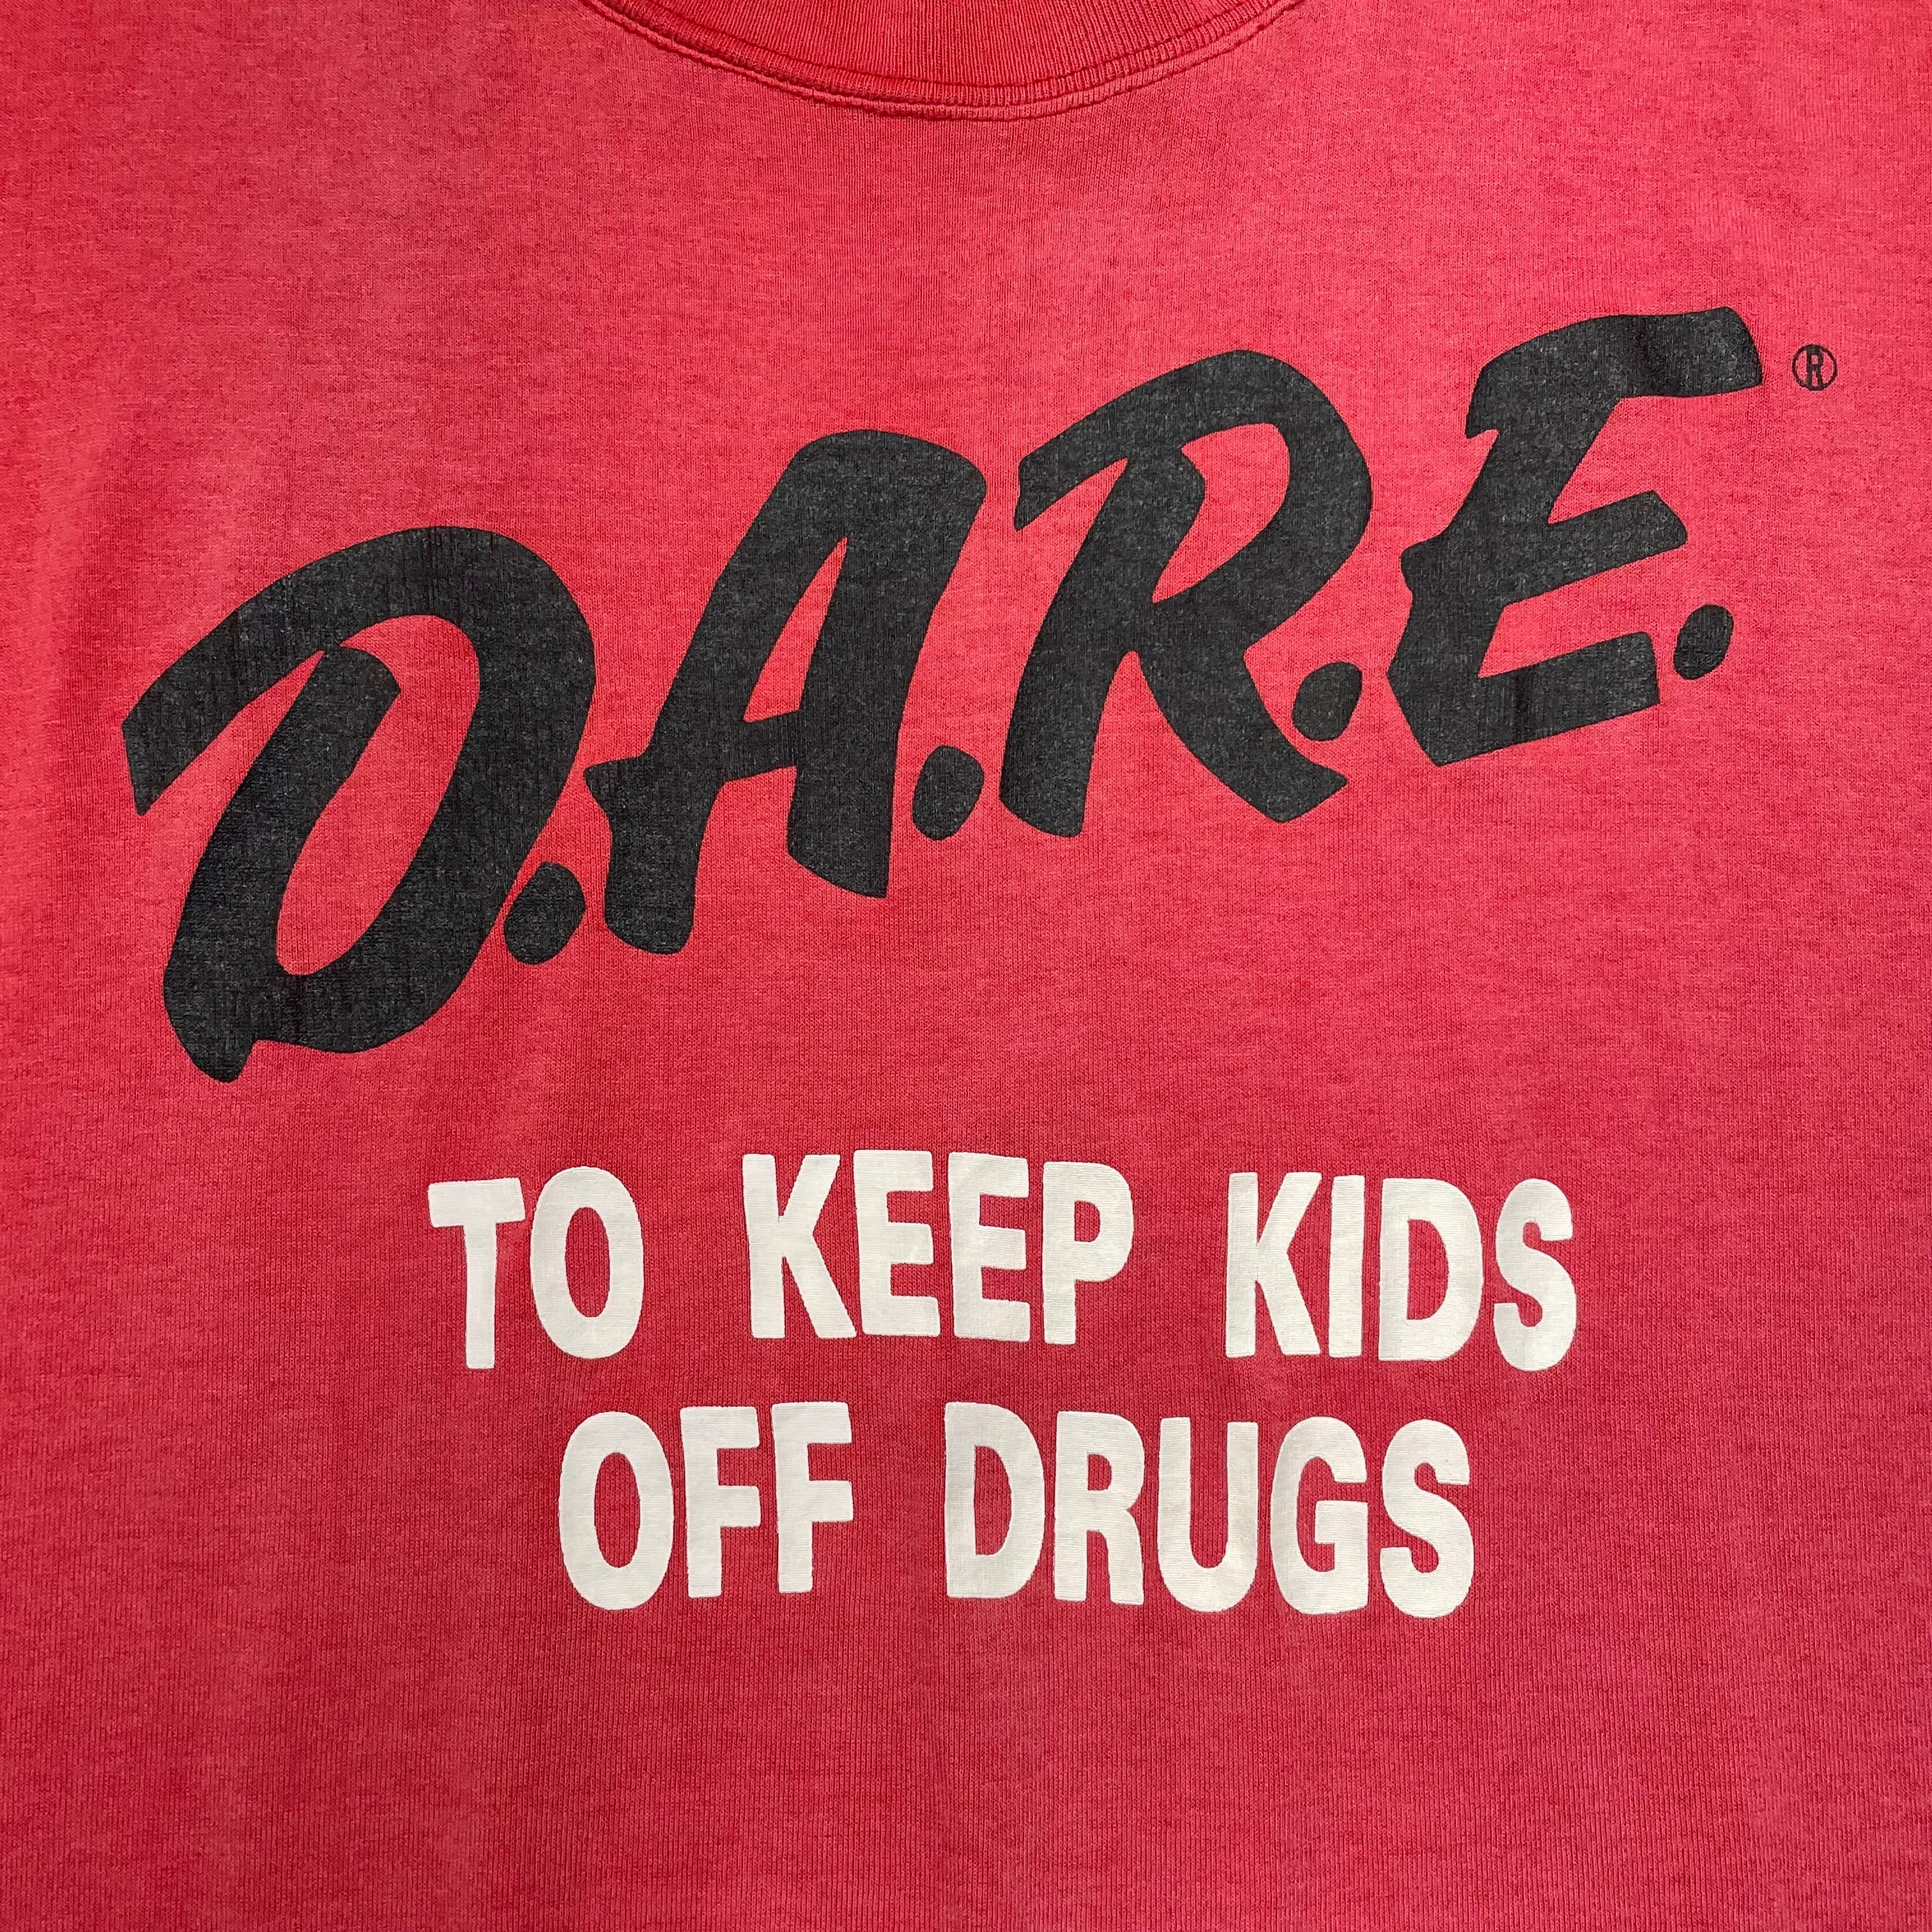 D.A.R.E.®
TO KEEP KIDS
OFF DRUGS